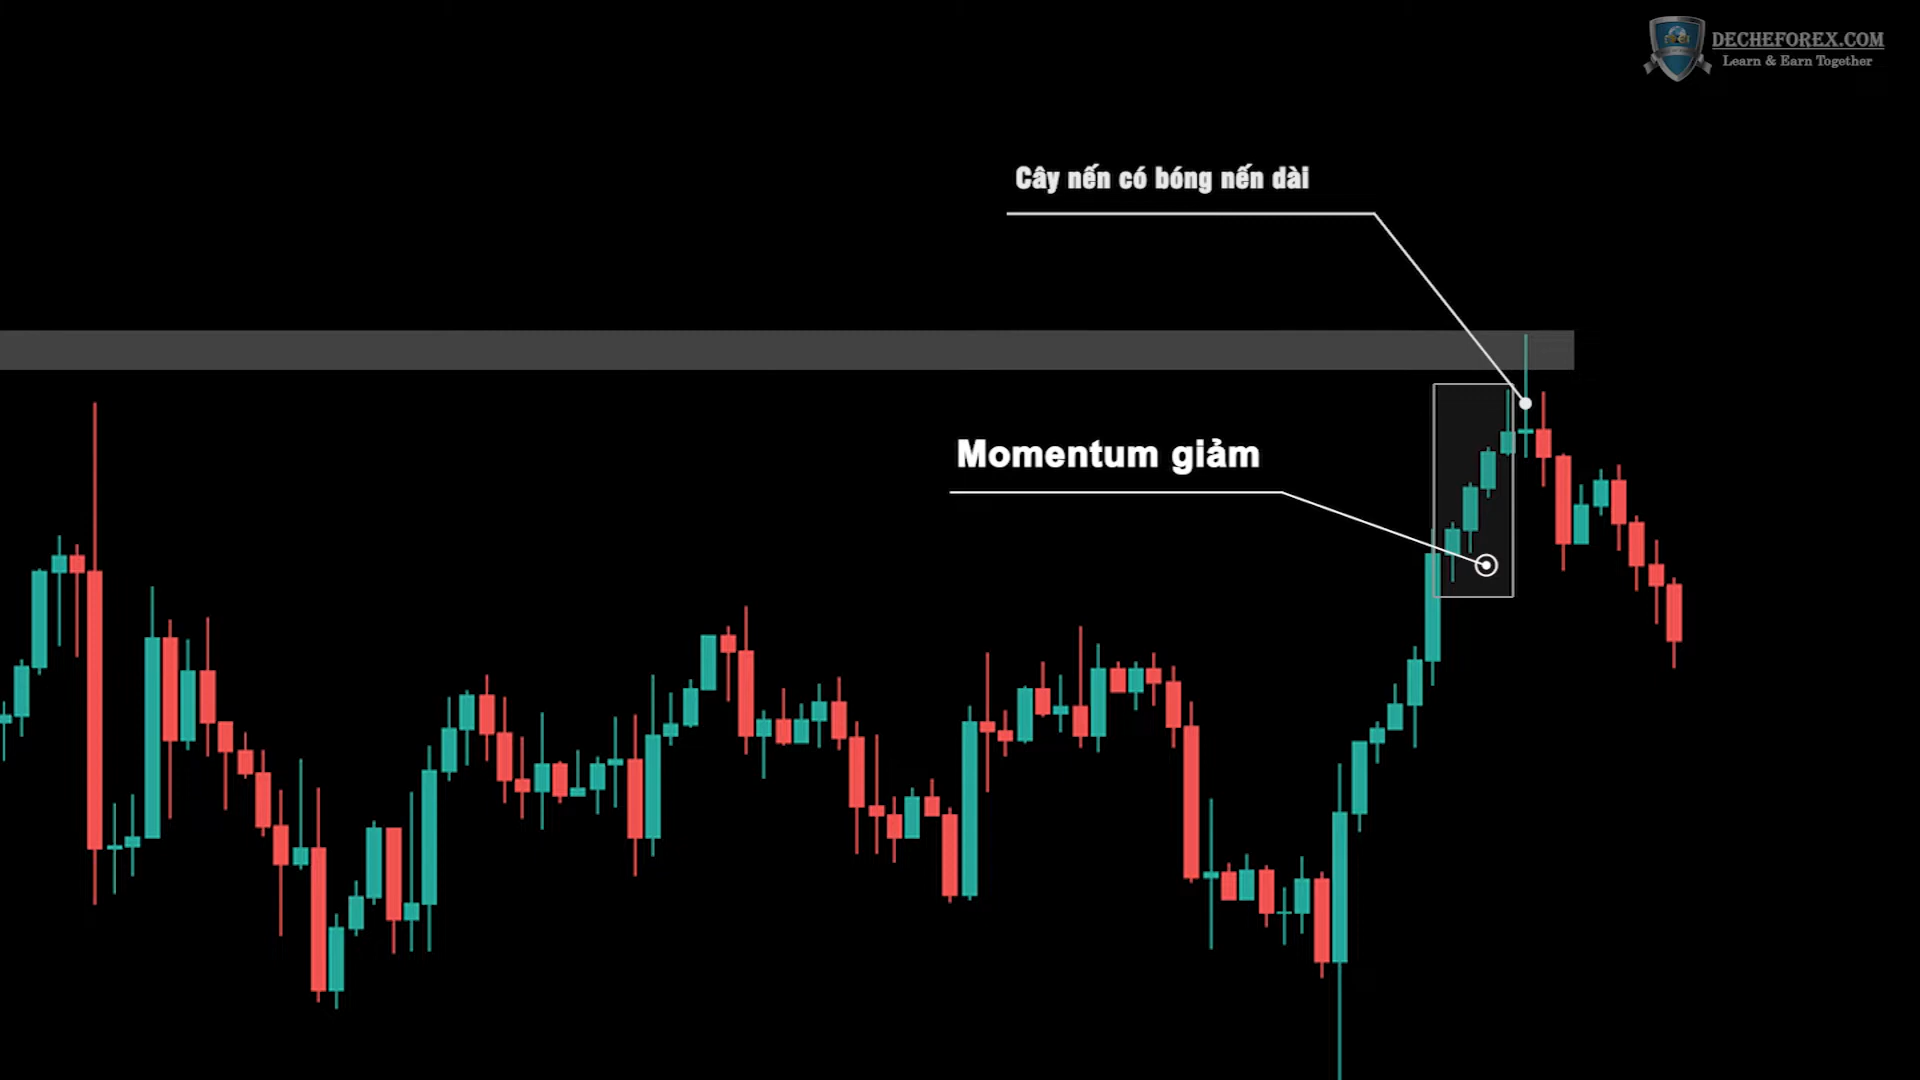 DECHEFOREX.COM
Learn & Earn Together
Cây nến có bóng nến dài
Momentum giảm